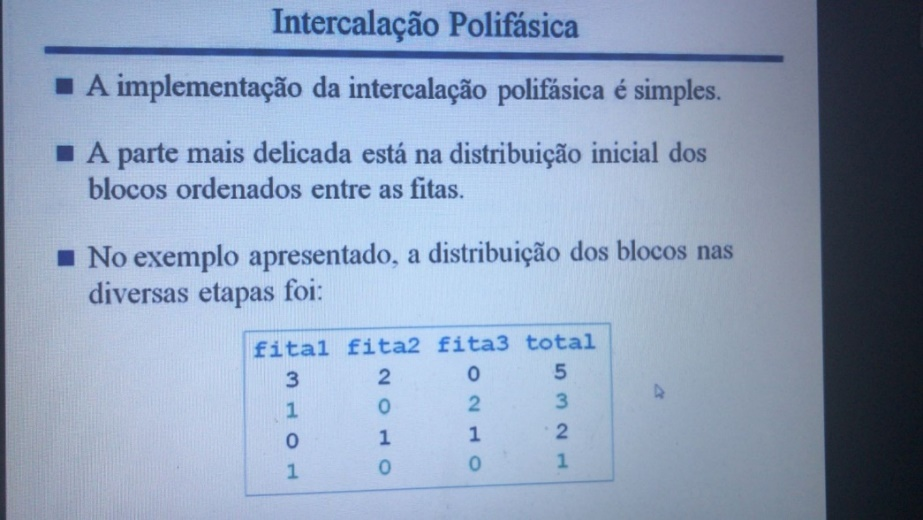 Intercalação Polifásica
A implementação da intercalação polifásica é simples.
A parte mais delicada está na distribuição inicial dos
blocos ordenados entre as fitas.
No exemplo apresentado, a distribuição dos blocos nas
diversas etapas foi:
fita1 fita2 fita3 total
3 2 0 5
1 0 2 3
0 1 1 2
1 0 0 1